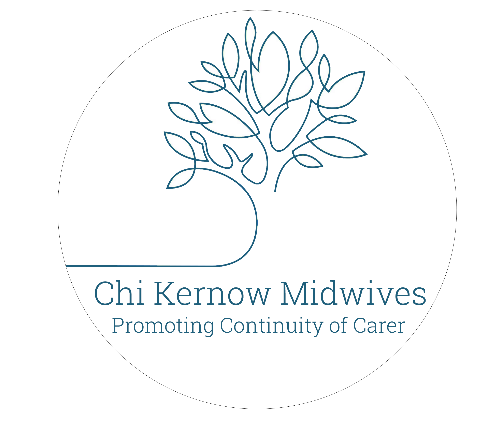 Chi Kernow Midwives
Promoting Continuity of Carer